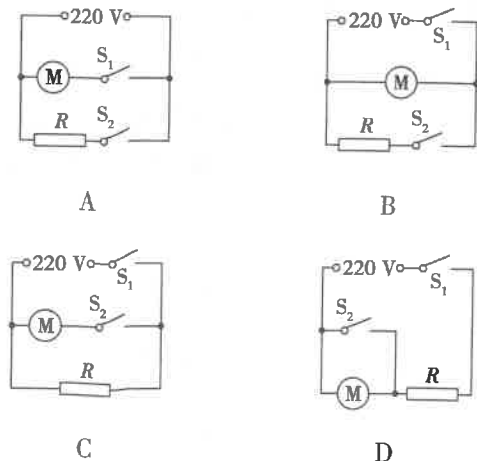 220 V
M S₁
R S₂
A
220 V S₁
M
R S₂
B
220 V S₁
M S₂
R
C
220 V S₁
S₂
M R
D